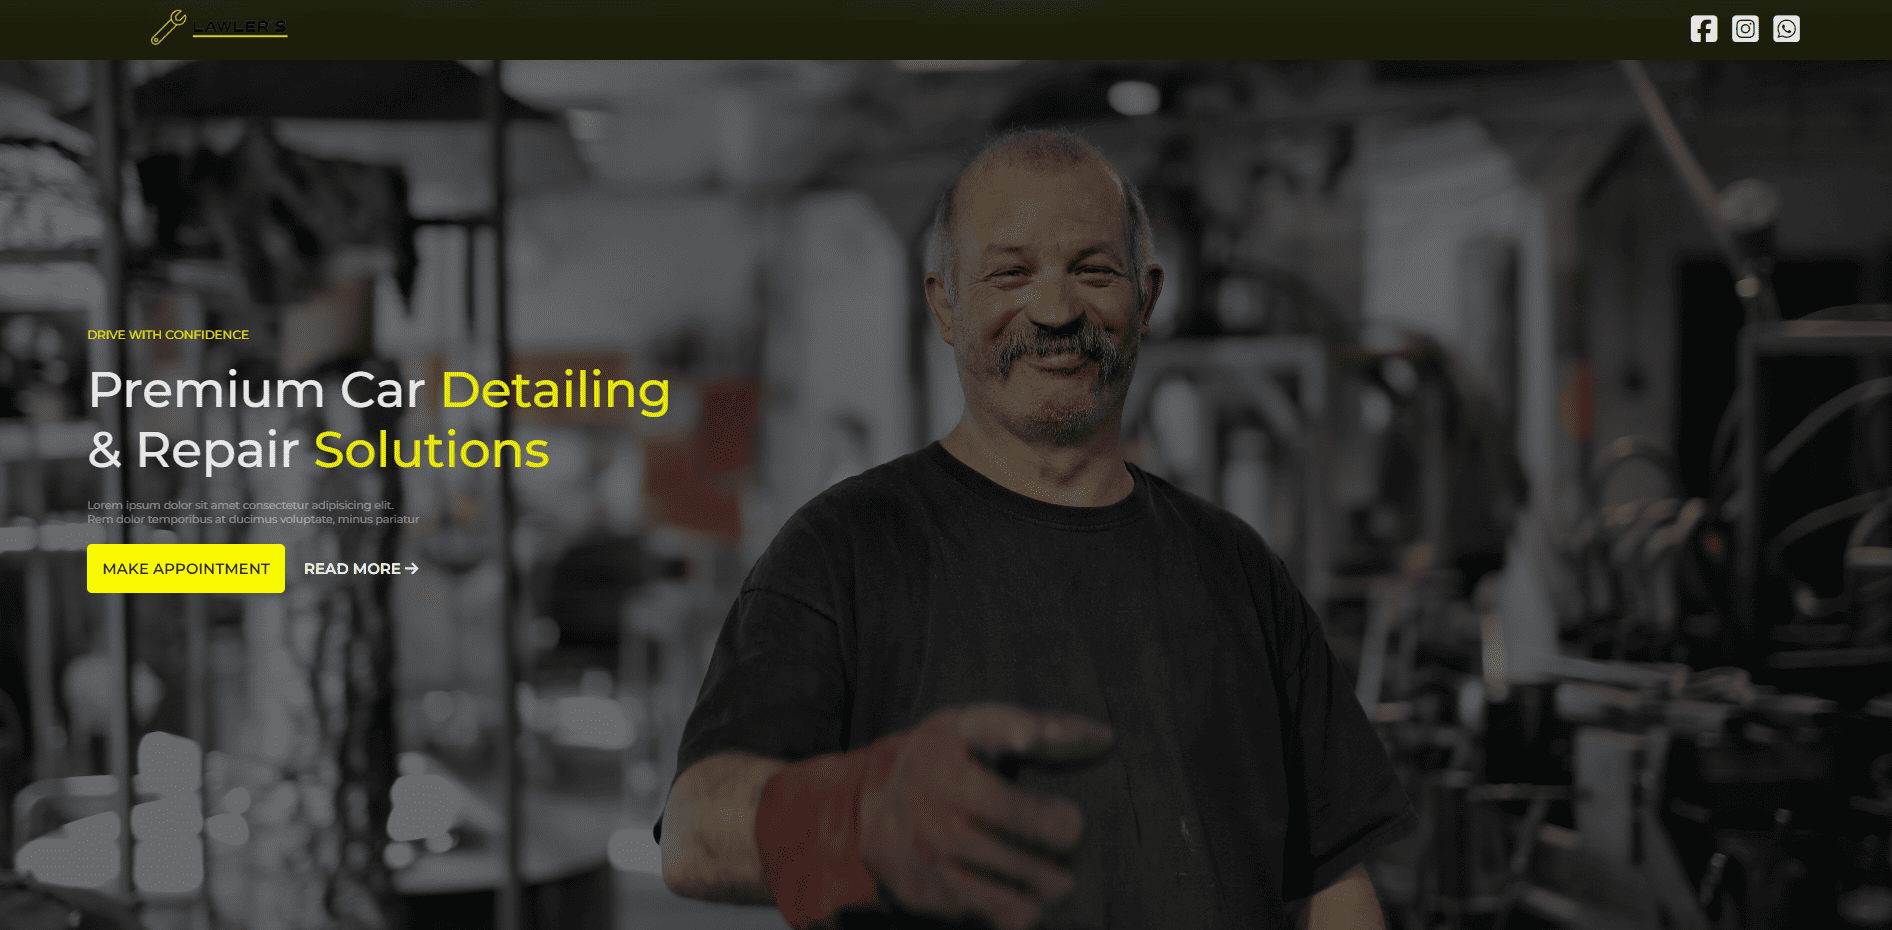 LAWLER'S
DRIVE WITH CONFIDENCE
Premium Car Detailing
& Repair Solutions
Lorem ipsum dolor sit amet consectetur adipisicing elit.
Rem dolor temporibus at ducimus voluptate, minus pariatur
MAKE APPOINTMENT
READ MORE →